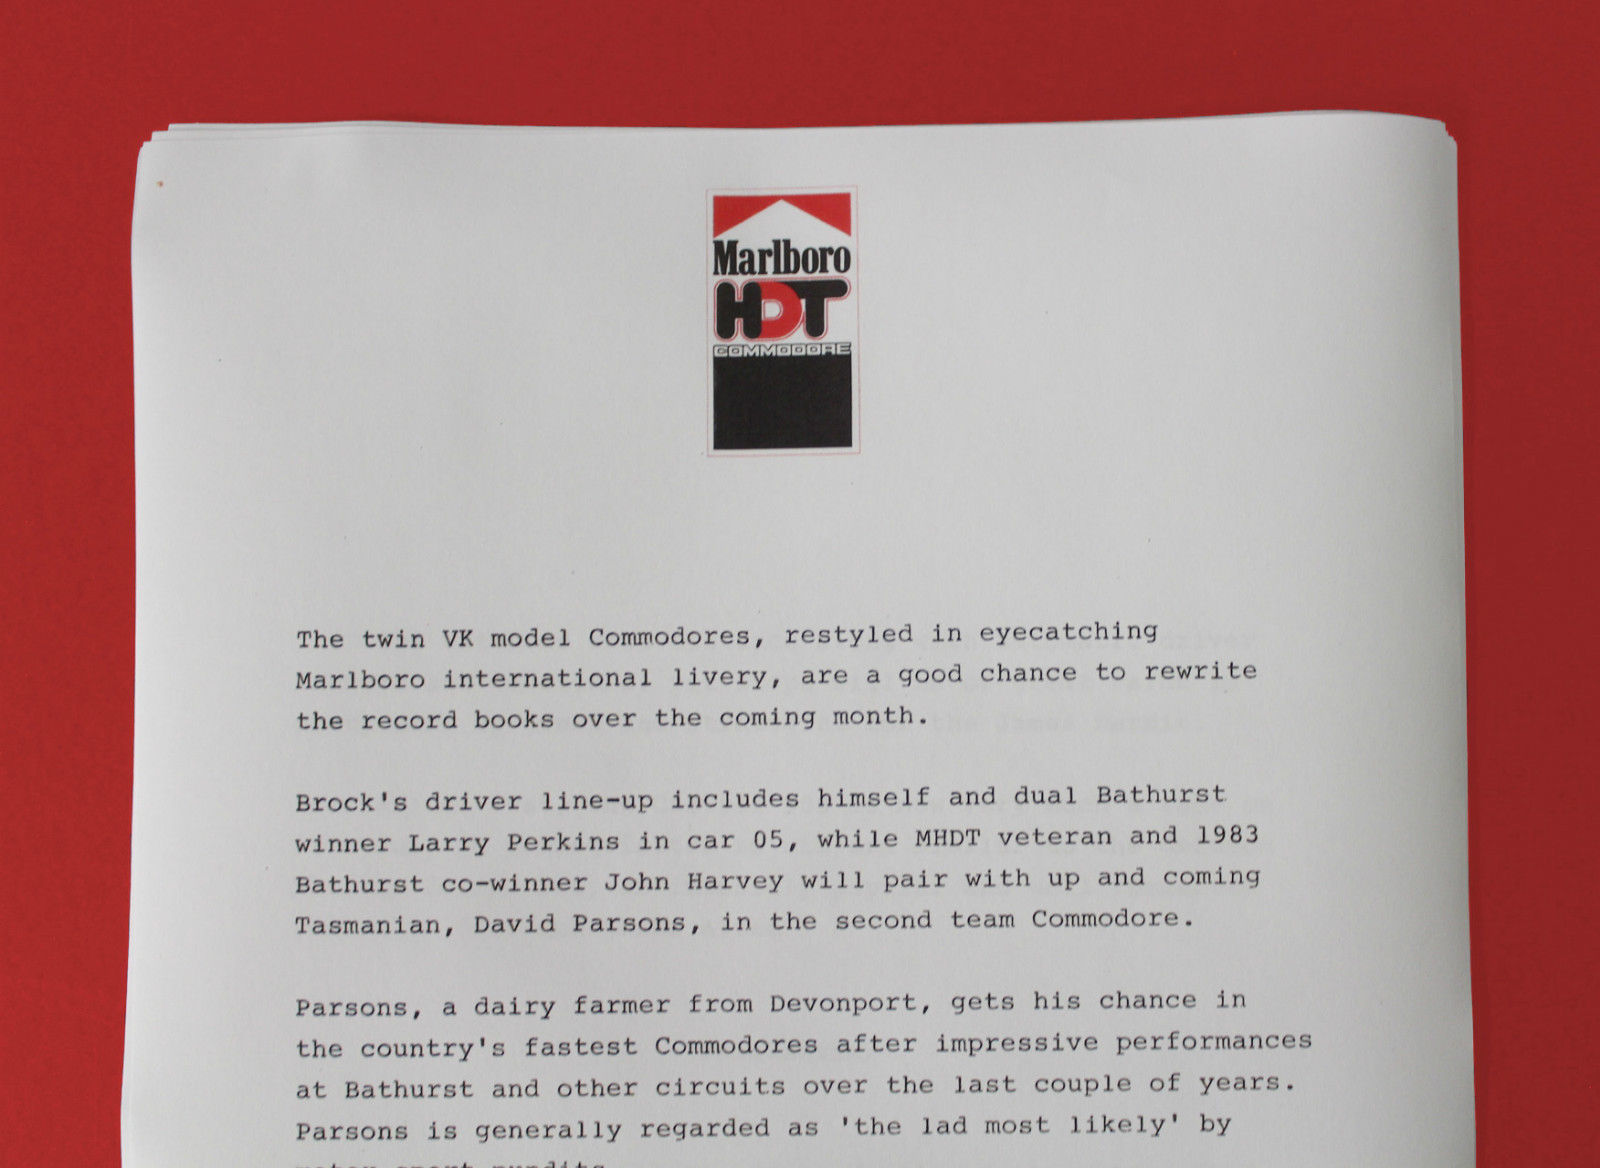 Marlboro
HDT
COMMODORE
The twin VK model Commodores, restyled in eyecatching
Marlboro international livery, are a good chance to rewrite
the record books over the coming month.
Brock's driver line-up includes himself and dual Bathurst
winner Larry Perkins in car 05, while MHDT veteran and 1983
Bathurst co-winner John Harvey will pair with up and coming
Tasmanian, David Parsons, in the second team Commodore.
Parsons, a dairy farmer from Devonport, gets his chance in
the country's fastest Commodores after impressive performances
at Bathurst and other circuits over the last couple of years.
Parsons is generally regarded as 'the lad most likely' by